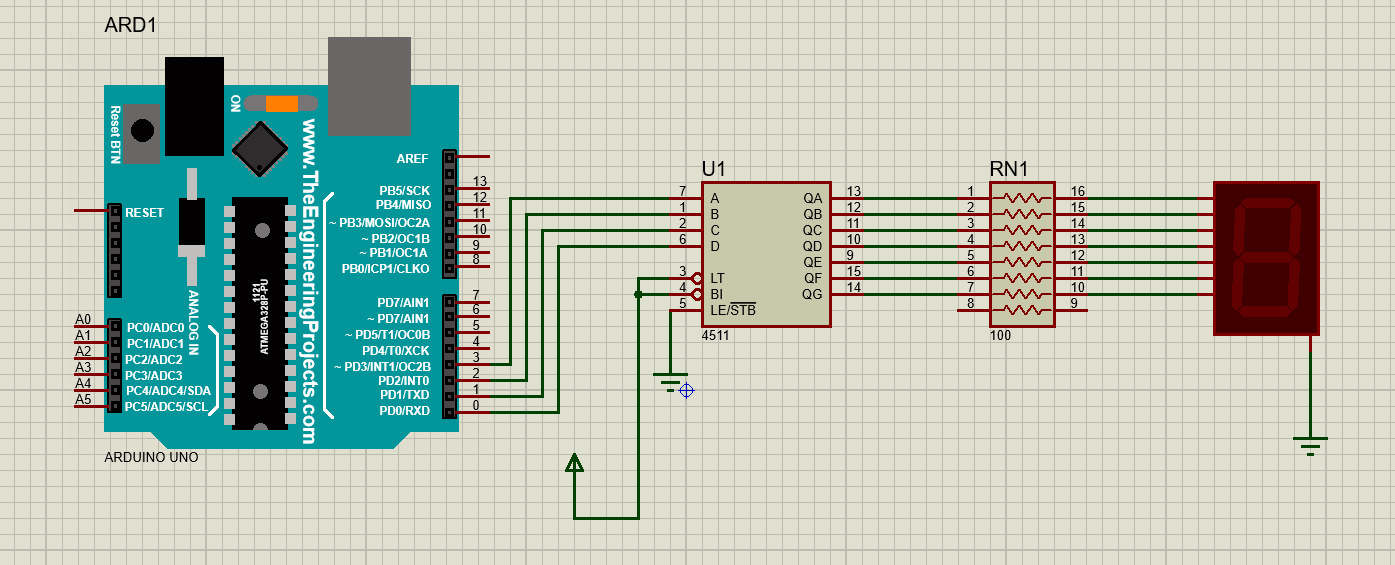 ARD1
Reset BTN
ON
www.TheEngineeringProjects.com
1121
ATMEGA328P-PU
ANALOG IN
RESET
A0 PC0/ADC0
A1 PC1/ADC1
A2 PC2/ADC2
A3 PC3/ADC3
A4 PC4/ADC4/SDA
A5 PC5/ADC5/SCL
AREF
PB5/SCK 13
PB4/MISO 12
~ PB3/MOSI/OC2A 11
~ PB2/OC1B 10
~ PB1/OC1A 9
PB0/ICP1/CLKO 8
PD7/AIN1 7
~ PD7/AIN1 6
~ PD5/T1/OC0B 5
PD4/T0/XCK 4
~ PD3/INT1/OC2B 3
PD2/INT0 2
PD1/TXD 1
PD0/RXD 0
ARDUINO UNO
U1
7 A QA 13
1 B QB 12
2 C QC 11
6 D QD 10
QE 9
3 LT QF 15
4 BI QG 14
5 LE/STB
4511
RN1
1 16
2 15
3 14
4 13
5 12
6 11
7 10
8 9
100